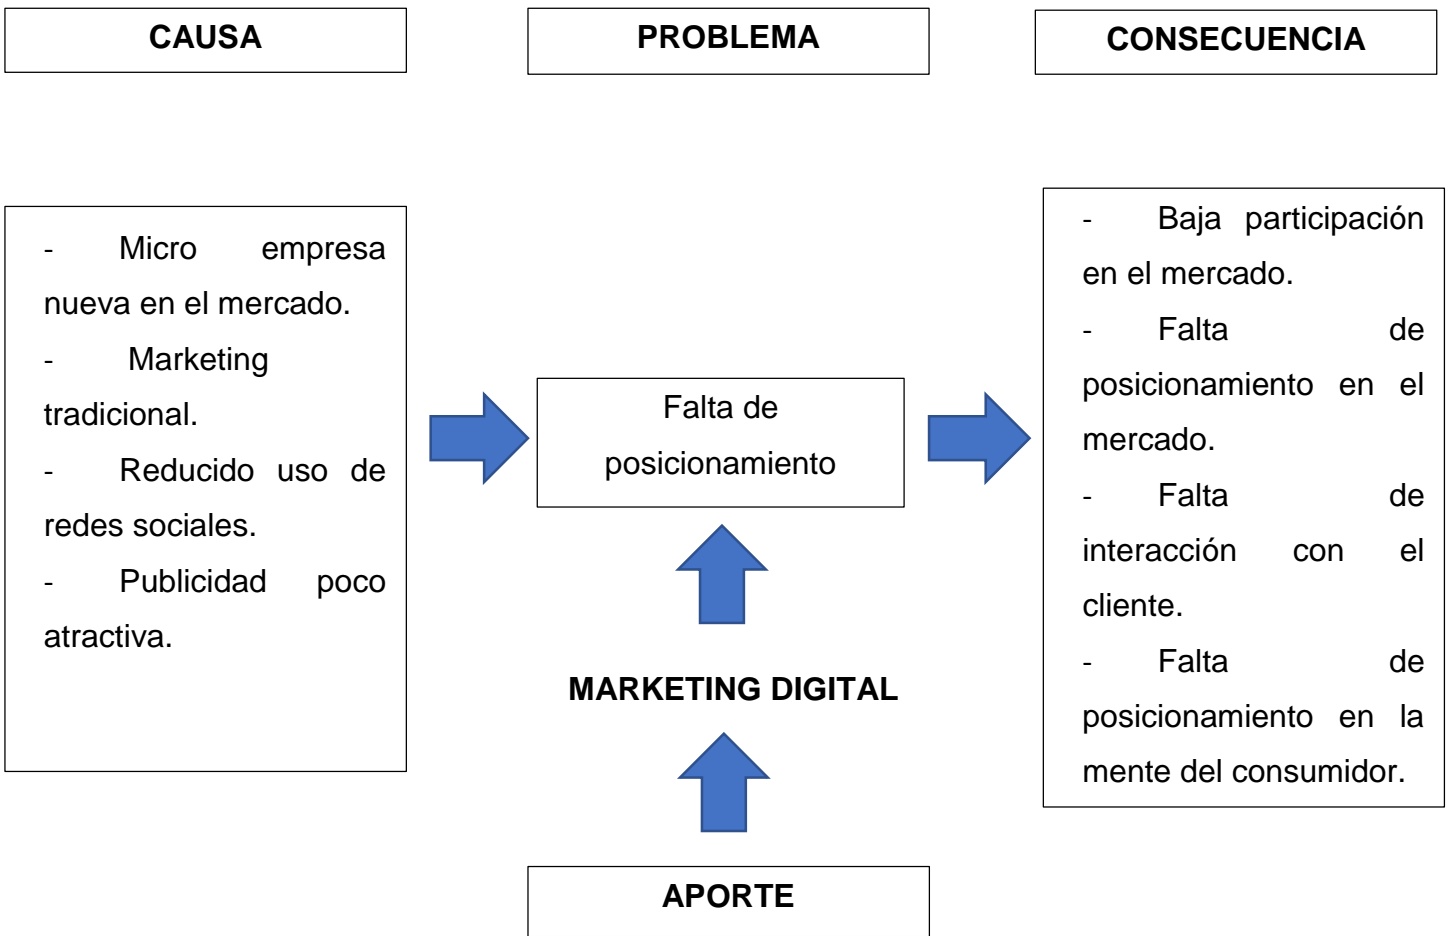 CAUSA
PROBLEMA
CONSECUENCIA
- Micro empresa
nueva en el mercado.
- Marketing
tradicional.
- Reducido uso de
redes sociales.
- Publicidad poco
atractiva.
Falta de
posicionamiento
- Baja participación
en el mercado.
- Falta de
posicionamiento en el
mercado.
- Falta de
interacción con el
cliente.
- Falta de
posicionamiento en la
mente del consumidor.
MARKETING DIGITAL
APORTE